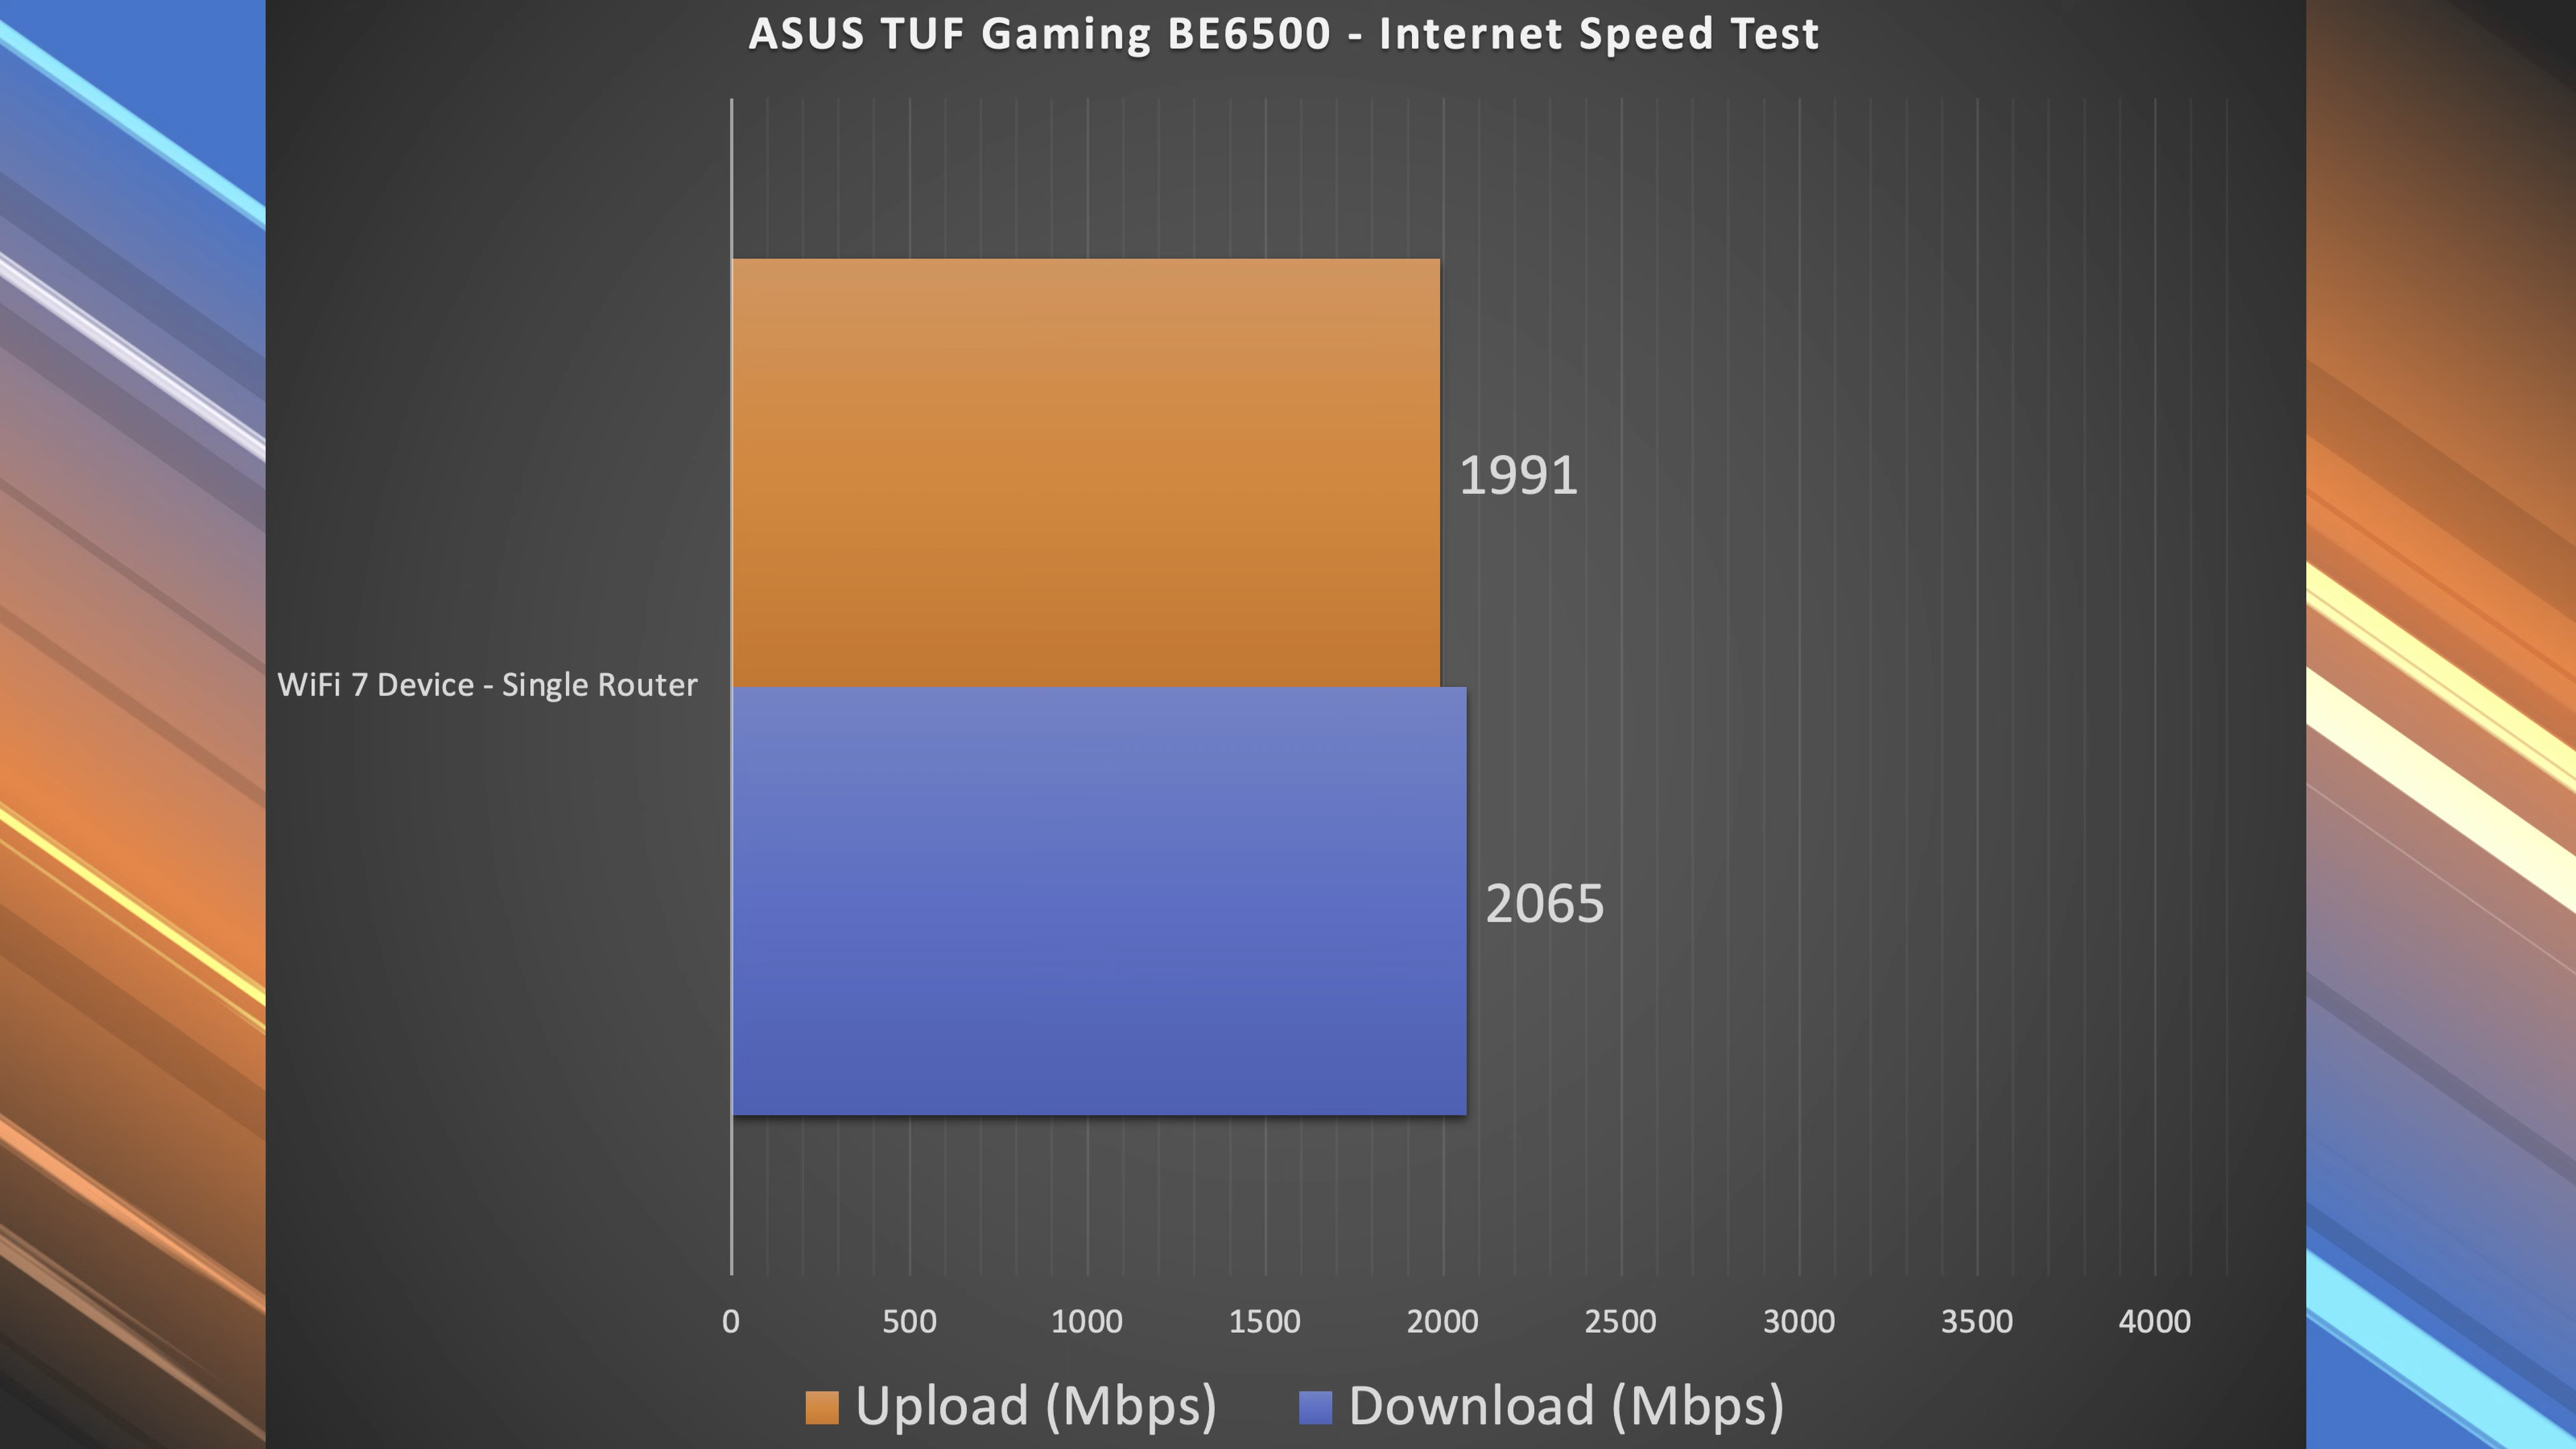 ASUS TUF Gaming BE6500 - Internet Speed Test
1991
WiFi 7 Device - Single Router
2065
0 500 1000 1500 2000 2500 3000 3500 4000
Upload (Mbps) Download (Mbps)